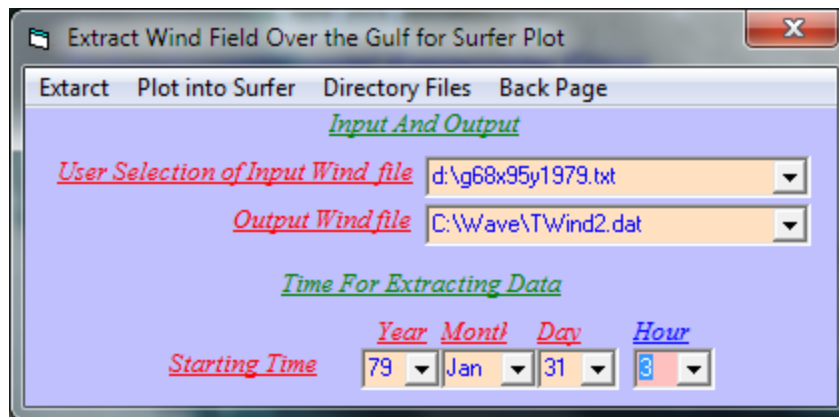 Extract Wind Field Over the Gulf for Surfer Plot
Extarct Plot into Surfer Directory Files Back Page
Input And Output
User Selection of Input Wind file d:\g68x95y1979.txt
Output Wind file C:\Wave\TWind2.dat
Time For Extracting Data
Year Month Day Hour
Starting Time 79 Jan 31 3